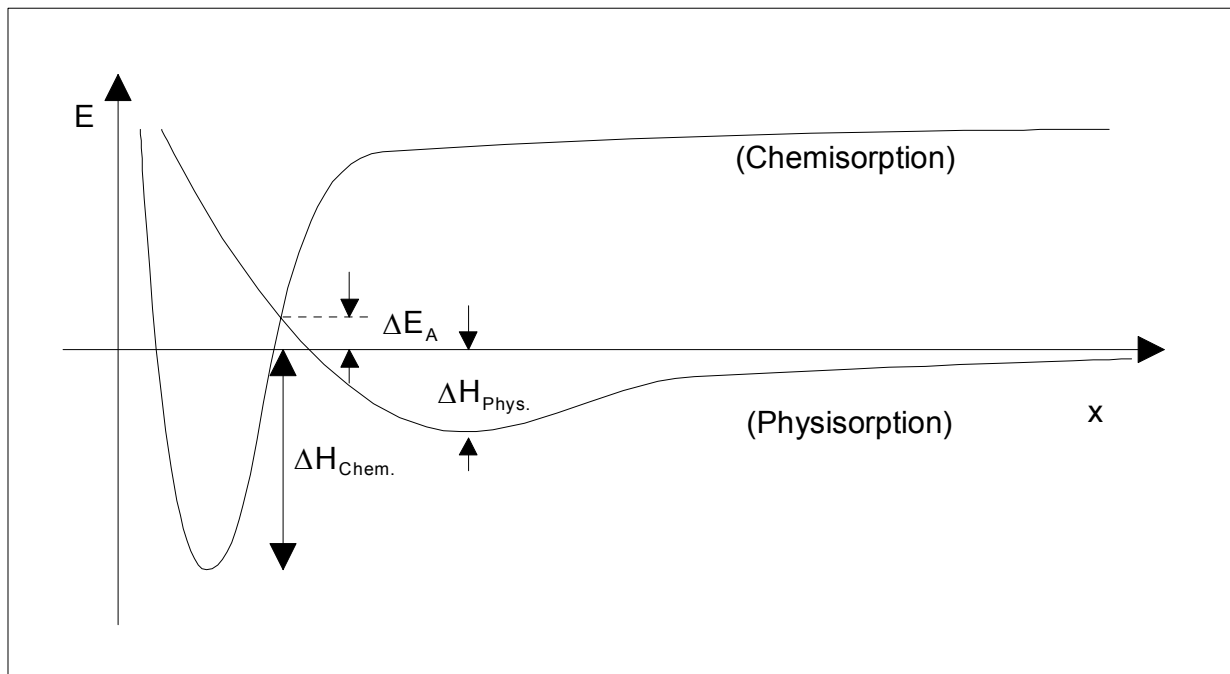 E
(Chemisorption)
ΔE_A
ΔH_Phys.
(Physisorption)
x
ΔH_Chem.